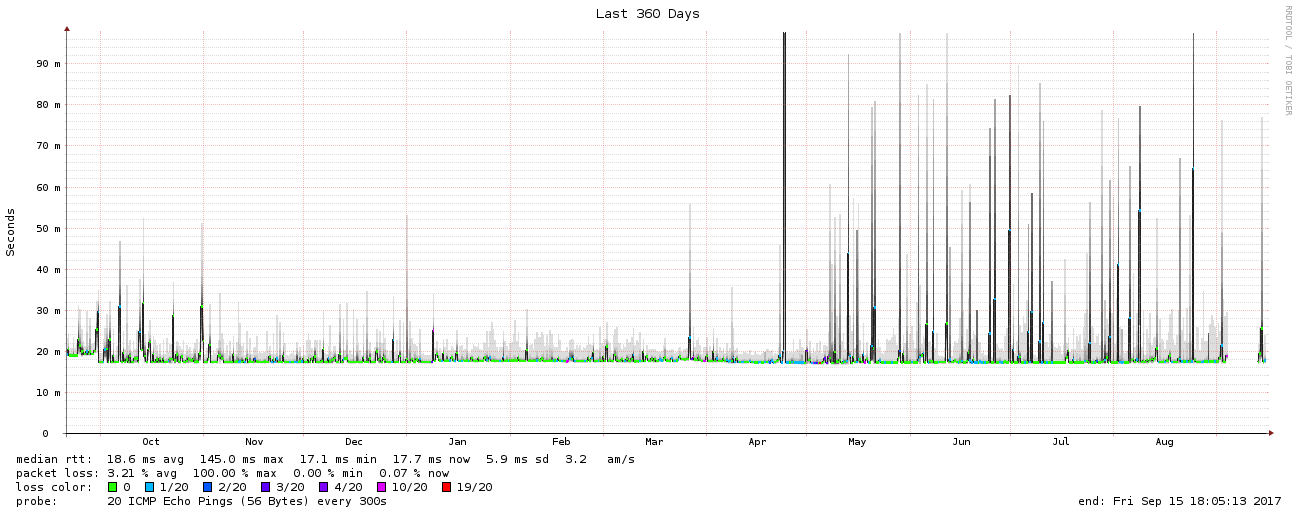 Last 360 Days
RRDTOOL / TOBI OETIKER
Seconds
90 m
80 m
70 m
60 m
50 m
40 m
30 m
20 m
10 m
0
Oct Nov Dec Jan Feb Mar Apr May Jun Jul Aug
median rtt: 18.6 ms avg 145.0 ms max 17.1 ms min 17.7 ms now 5.9 ms sd 3.2 am/s
packet loss: 3.21 % avg 100.00 % max 0.00 % min 0.07 % now
loss color: 0 1/20 2/20 3/20 4/20 10/20 19/20
probe: 20 ICMP Echo Pings (56 Bytes) every 300s end: Fri Sep 15 18:05:13 2017